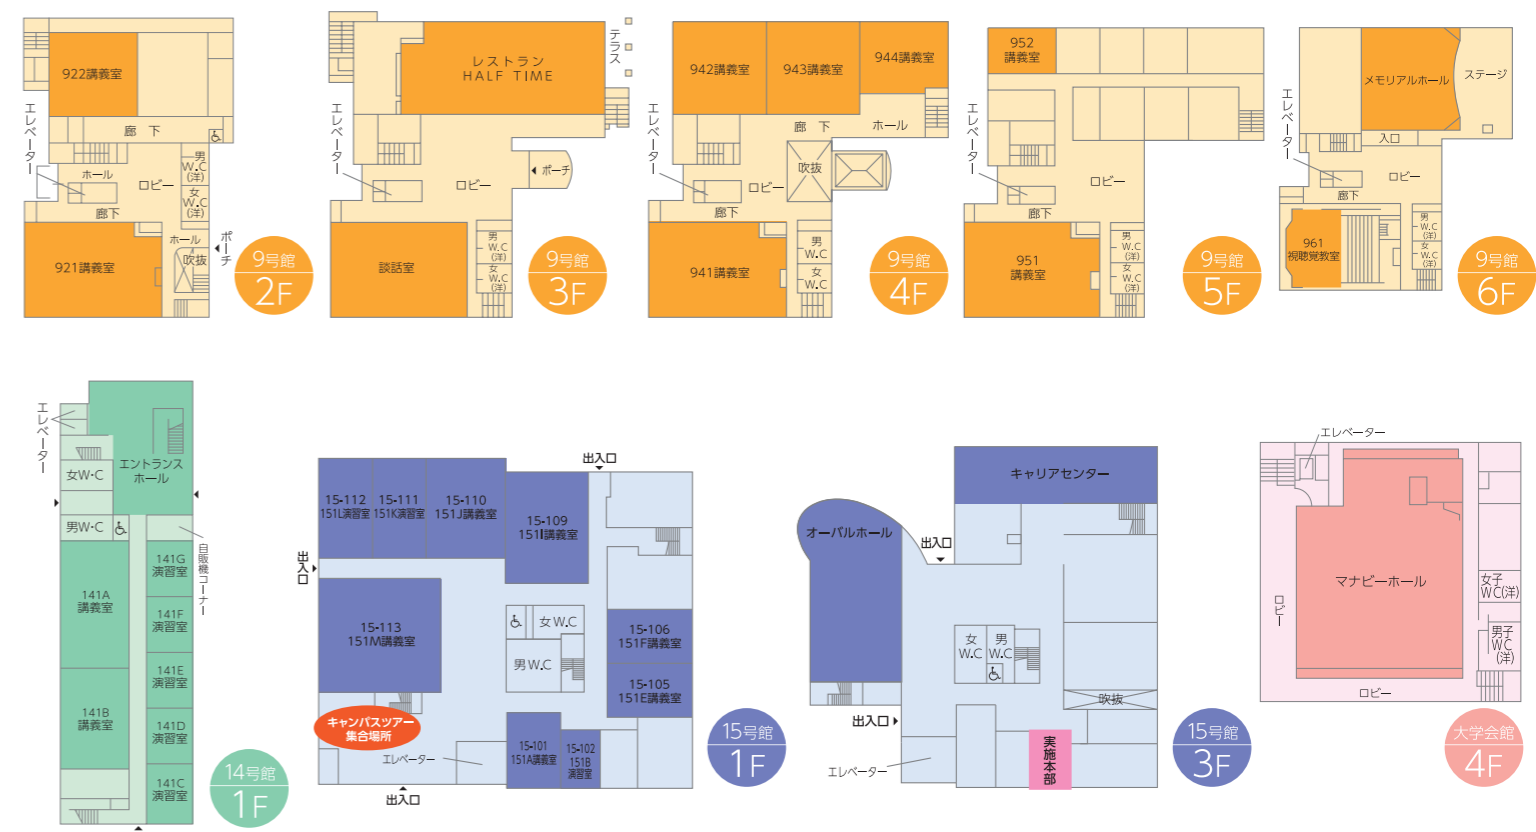 922講義室
エレベーター
廊 下
ホール
ロビー
男
W.C
(洋)
女
W.C
(洋)
廊下
ホール
吹抜
ポーチ
921講義室
9号館
2F
レストラン
HALF TIME
テラス
エレベーター
ポーチ
ロビー
男
W.C
(洋)
女
W.C
(洋)
談話室
9号館
3F
942講義室
943講義室
944講義室
エレベーター
廊 下
ホール
吹抜
ロビー
廊下
男
W.C
女
W.C
941講義室
9号館
4F
952
講義室
エレベーター
ロビー
廊下
男
W.C
(洋)
女
W.C
(洋)
951
講義室
9号館
5F
メモリアルホール
ステージ
エレベーター
入口
ロビー
廊下
男
W.C
(洋)
女
W.C
(洋)
961
視聴覚教室
9号館
6F
エレベーター
エントランス
ホール
女W・C
男W・C
自販機コーナー
141A
講義室
141B
講義室
141G
演習室
141F
演習室
141E
演習室
141D
演習室
141C
演習室
14号館
1F
出入口
15-112
151L演習室
15-111
151K演習室
15-110
151J講義室
15-109
151I講義室
出入口
15-113
151M講義室
女W.C
男W.C
15-106
151F講義室
15-105
151E講義室
キャンパスツアー
集合場所
エレベーター
15-101
151A講義室
15-102
151B
演習室
出入口
15号館
1F
キャリアセンター
オーバルホール
出入口
女
W.C
男
W.C
吹抜
出入口
エレベーター
実施本部
15号館
3F
エレベーター
マナビーホール
ロビー
女子
WC(洋)
男子
WC
(洋)
ロビー
大学会館
4F